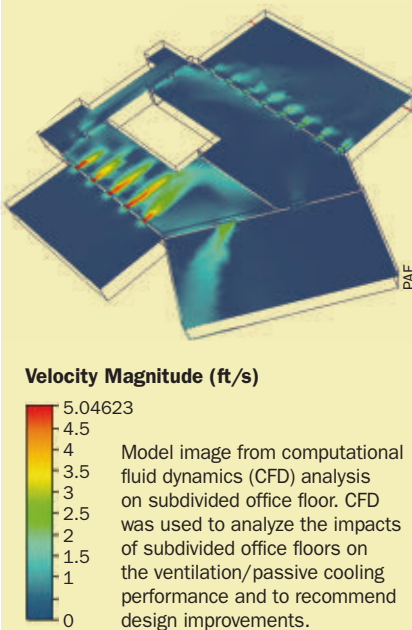 PAE
Velocity Magnitude (ft/s)
5.04623
4.5
4
3.5
3
2.5
2
1.5
1
0
Model image from computational
fluid dynamics (CFD) analysis
on subdivided office floor. CFD
was used to analyze the impacts
of subdivided office floors on
the ventilation/passive cooling
performance and to recommend
design improvements.